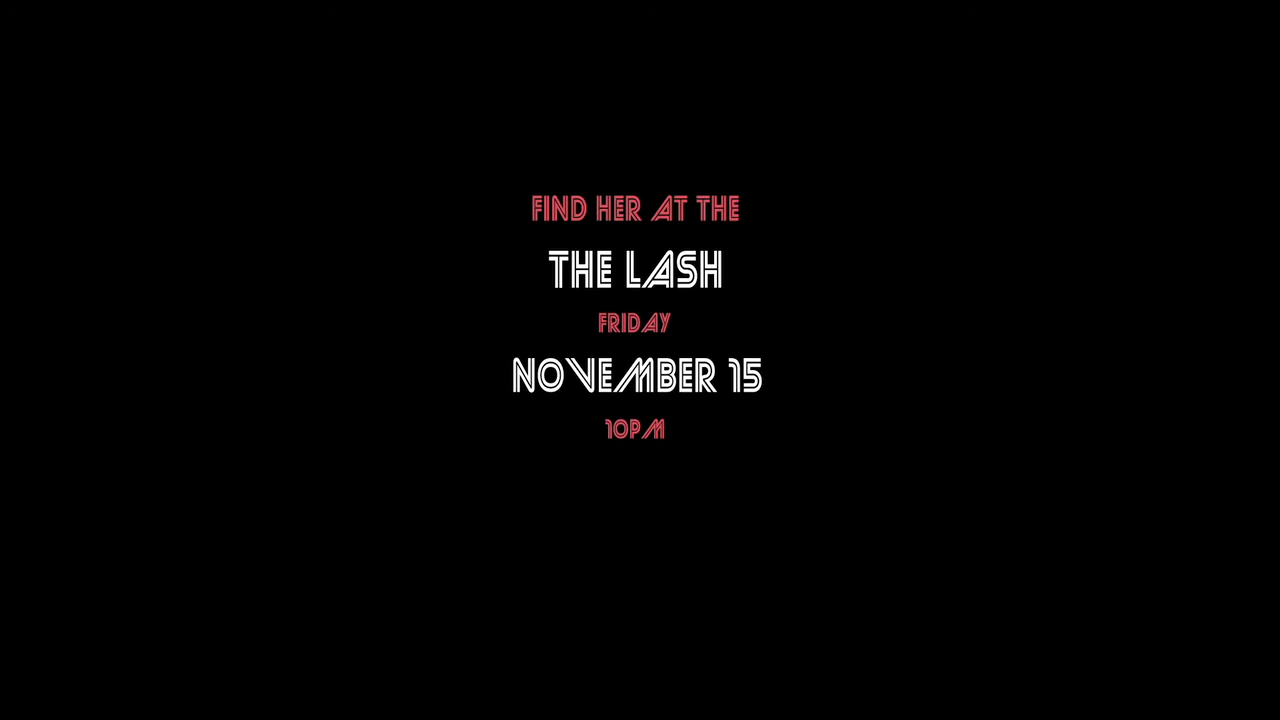 FIND HER AT THE
THE LASH
FRIDAY
NOVEMBER 15
10PM